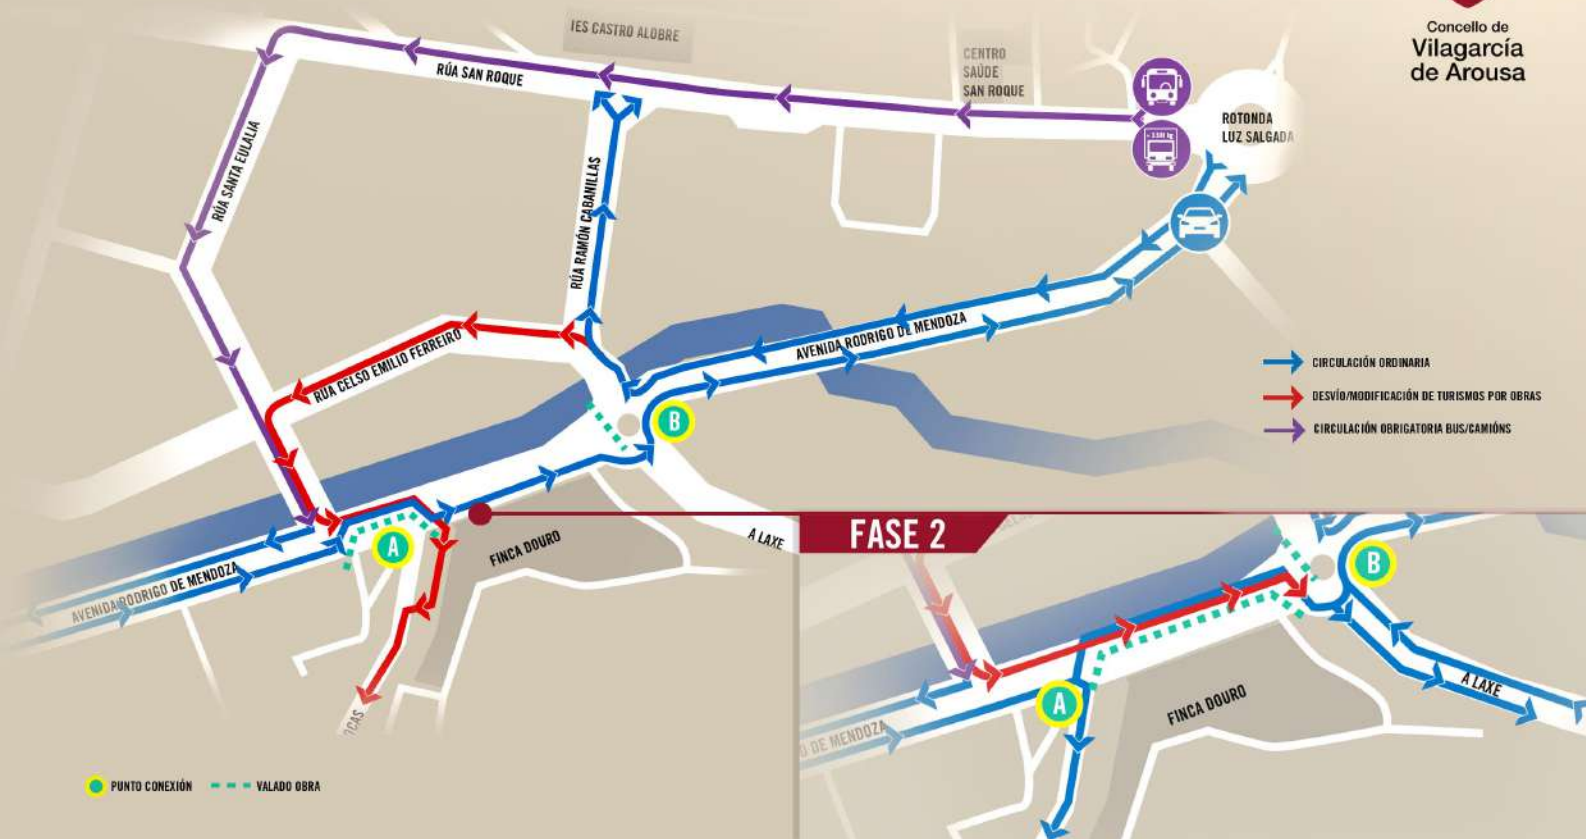 Concello de
Vilagarcía
de Arousa
IES CASTRO ALOBRE
CENTRO
SAÚDE
SAN ROQUE
RÚA SAN ROQUE
ROTONDA
LUZ SALGADA
RÚA SANTA EULALIA
RÚA RAMÓN CABANILLAS
AVENIDA RODRIGO DE MENDOZA
RÚA CELSO EMILIO FERREIRO
CIRCULACIÓN ORDINARIA
DESVÍO/MODIFICACIÓN DE TURISMOS POR OBRAS
CIRCULACIÓN OBRIGATORIA BUS/CAMIÓNS
B
A
FINCA DOURO
A LAXE
AVENIDA RODRIGO DE MENDOZA
FASE 2
B
A LAXE
A
FINCA DOURO
O DE MENDOZA
OCAS
PUNTO CONEXIÓN
VALADO OBRA